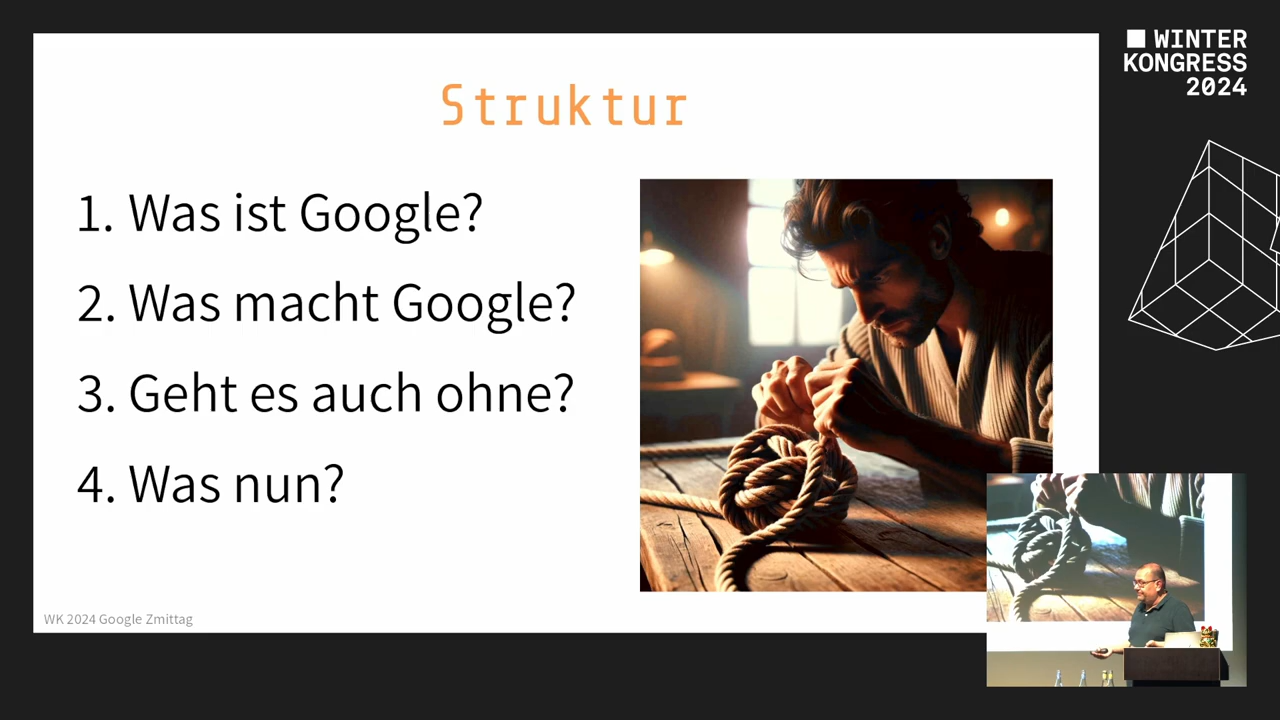 Struktur
1. Was ist Google?
2. Was macht Google?
3. Geht es auch ohne?
4. Was nun?
WK 2024 Google Zmittag
WINTER
KONGRESS
2024